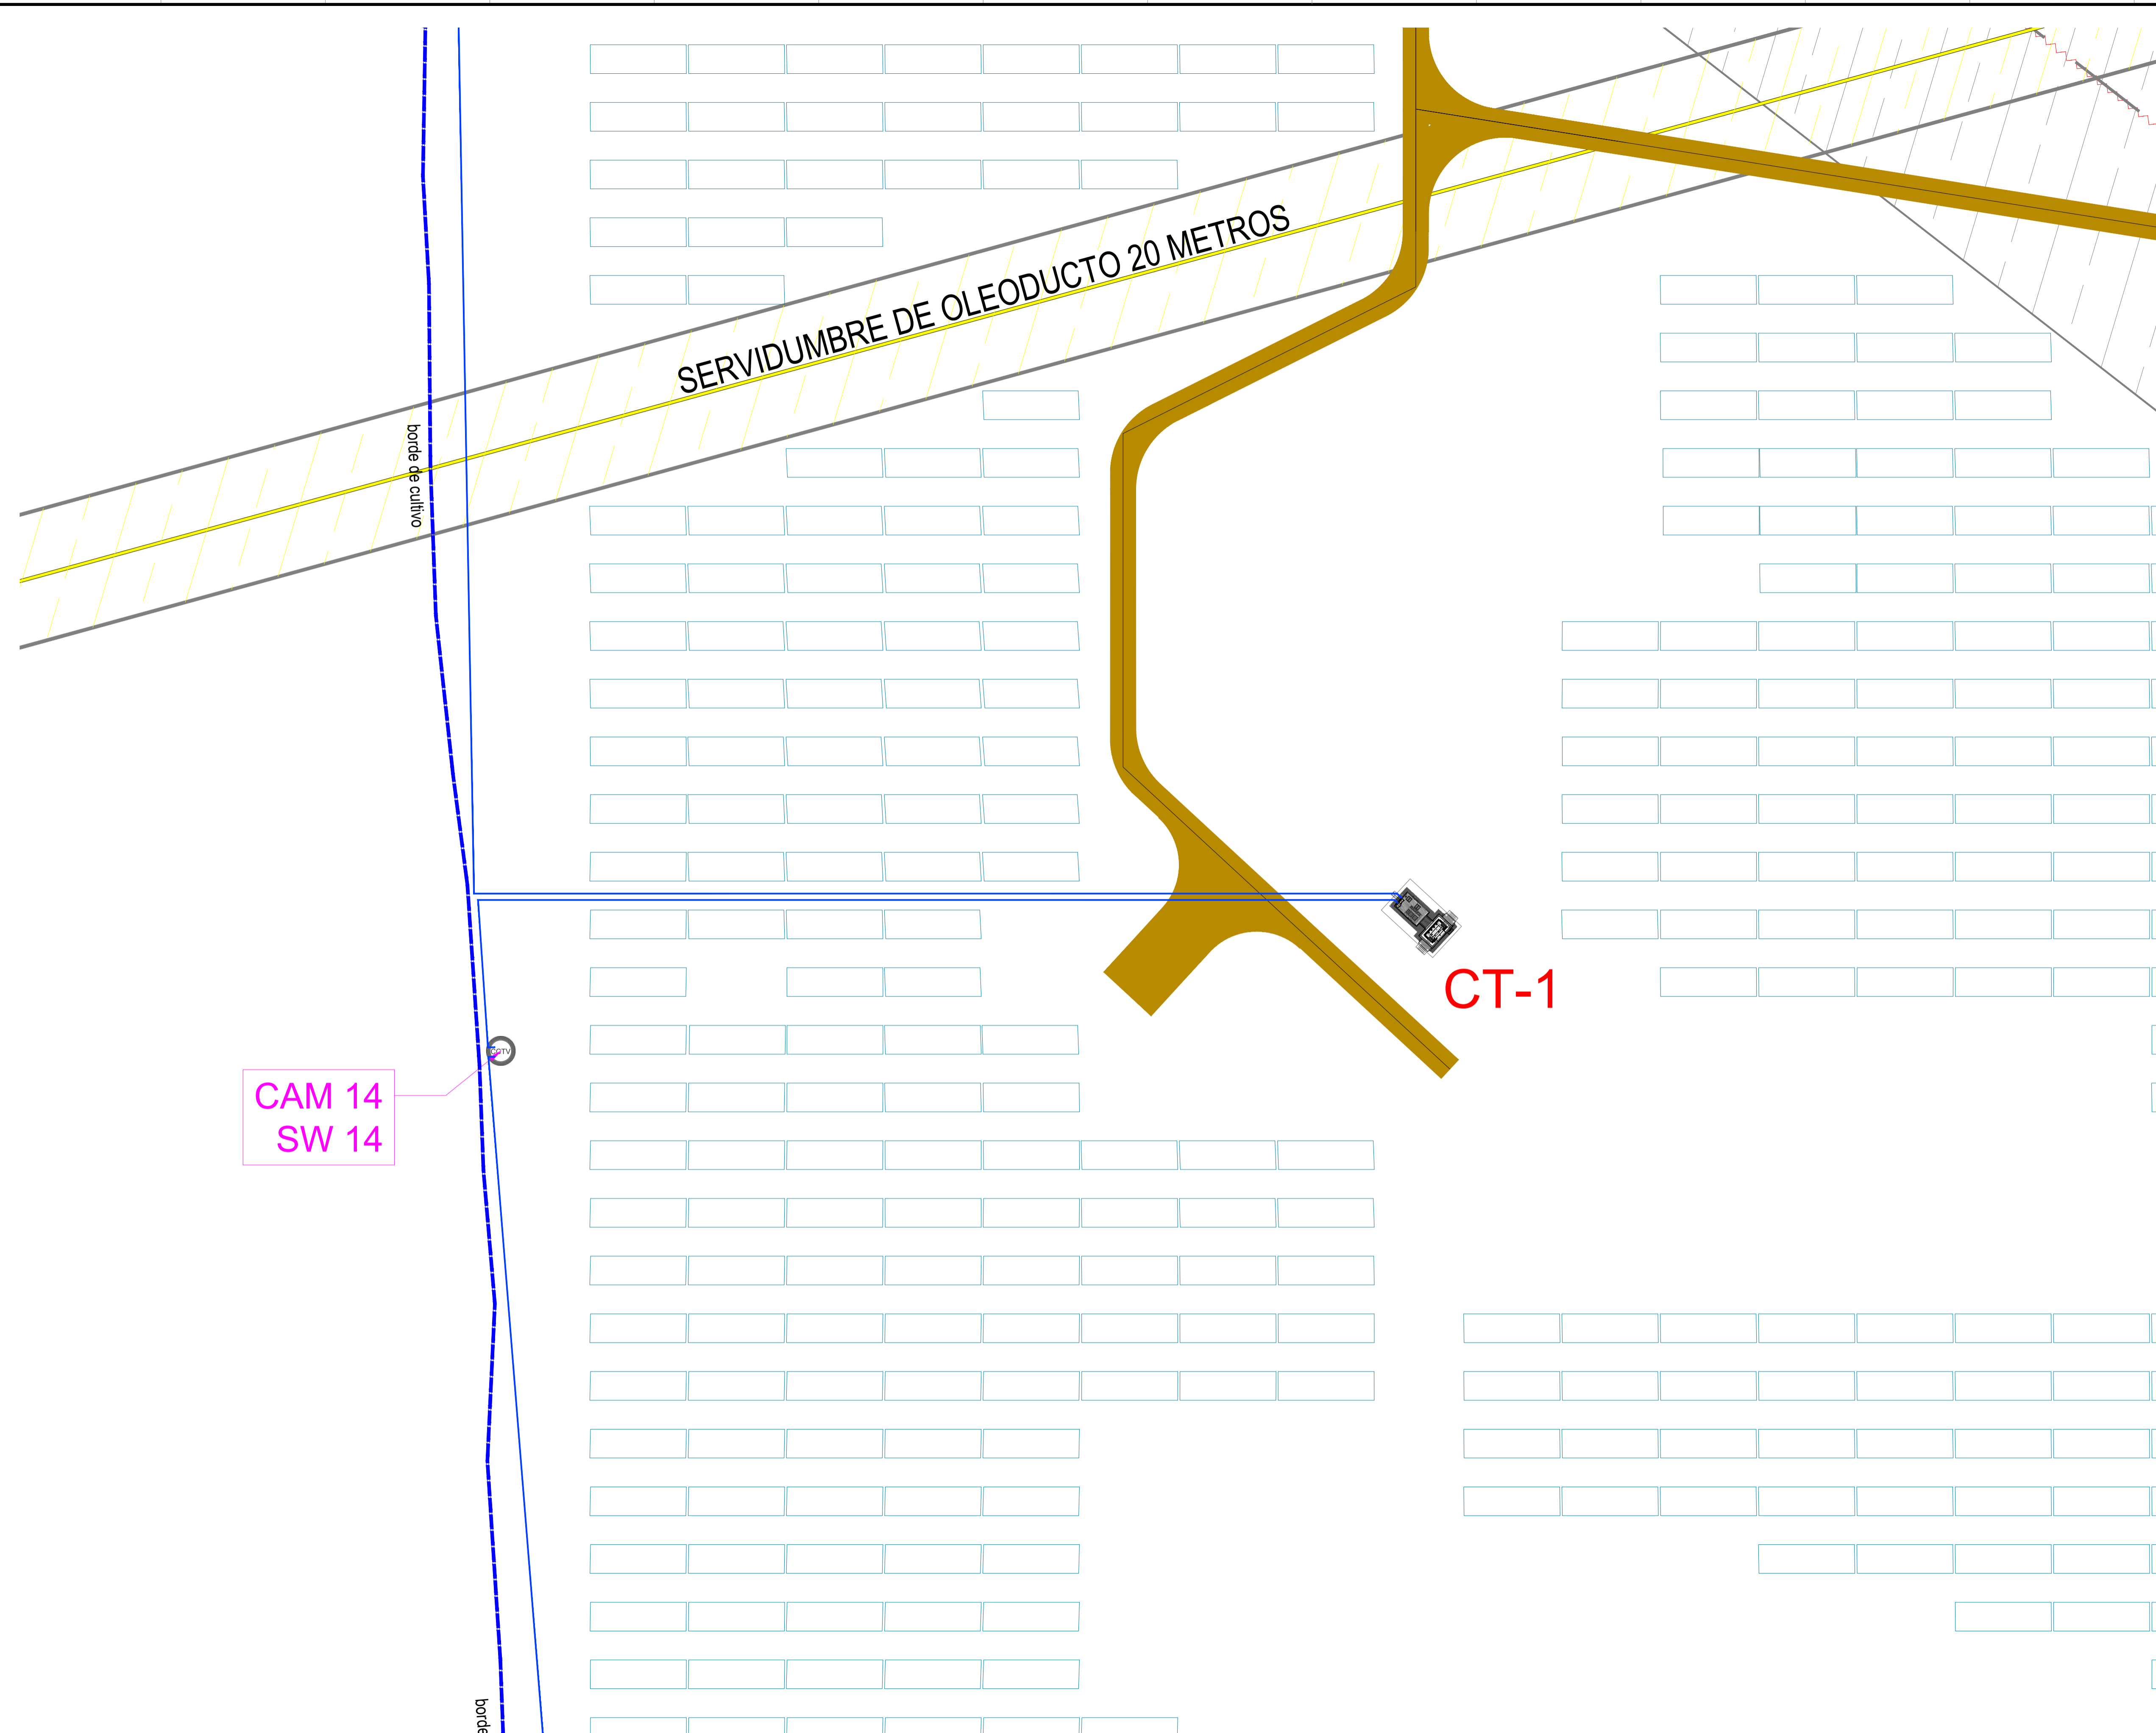 SERVIDUMBRE DE OLEODUCTO 20 METROS
borde de cultivo
CT-1
CCTV
CAM 14
SW 14
borde